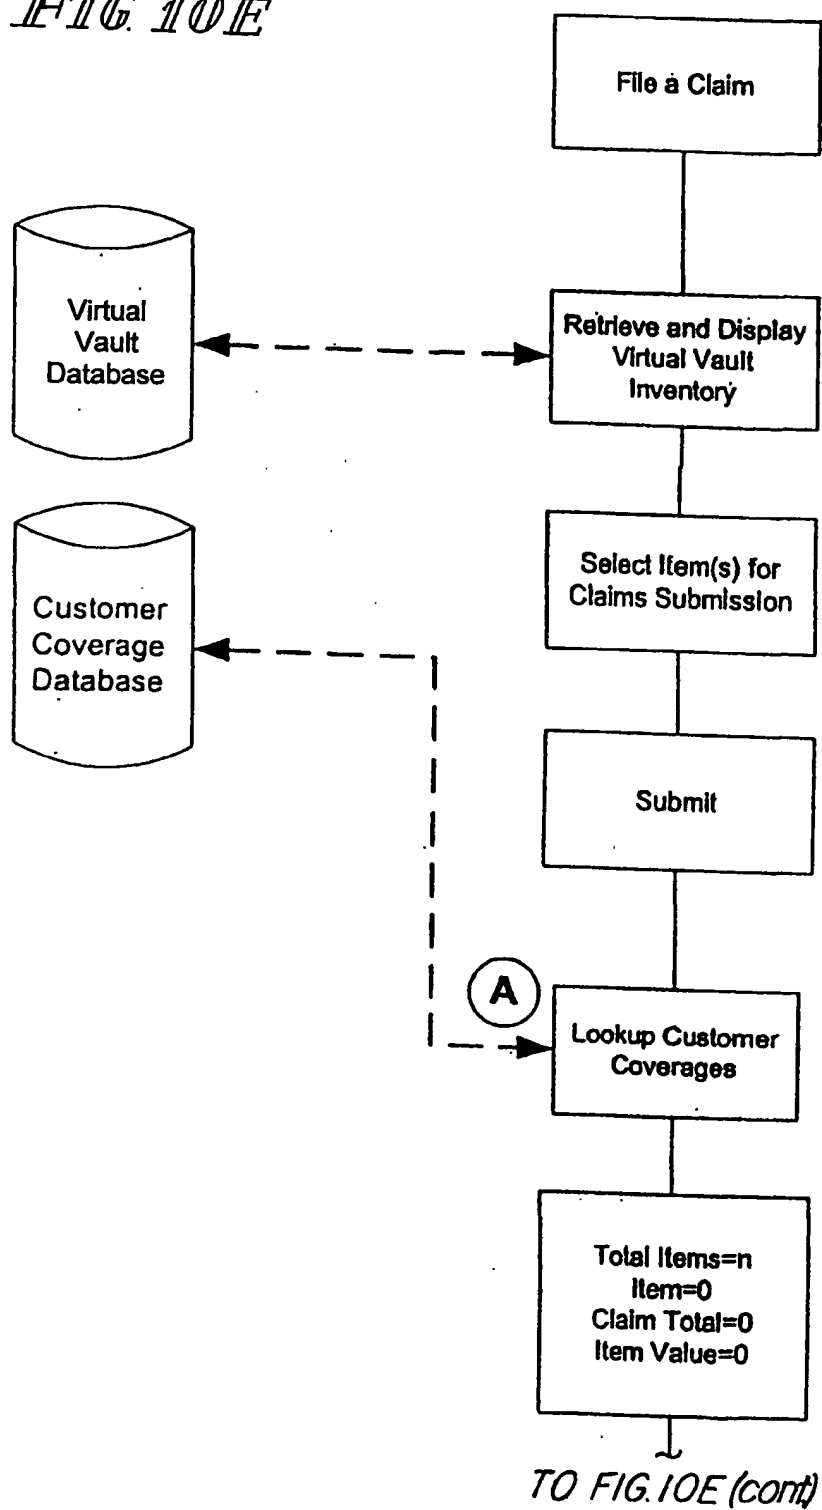 FIG. 10E
File a Claim
Virtual
Vault
Database
Retrieve and Display
Virtual Vault
Inventory
Select Item(s) for
Claims Submission
Customer
Coverage
Database
Submit
A
Lookup Customer
Coverages
Total Items=n
Item=0
Claim Total=0
Item Value=0
TO FIG. 10E (cont)